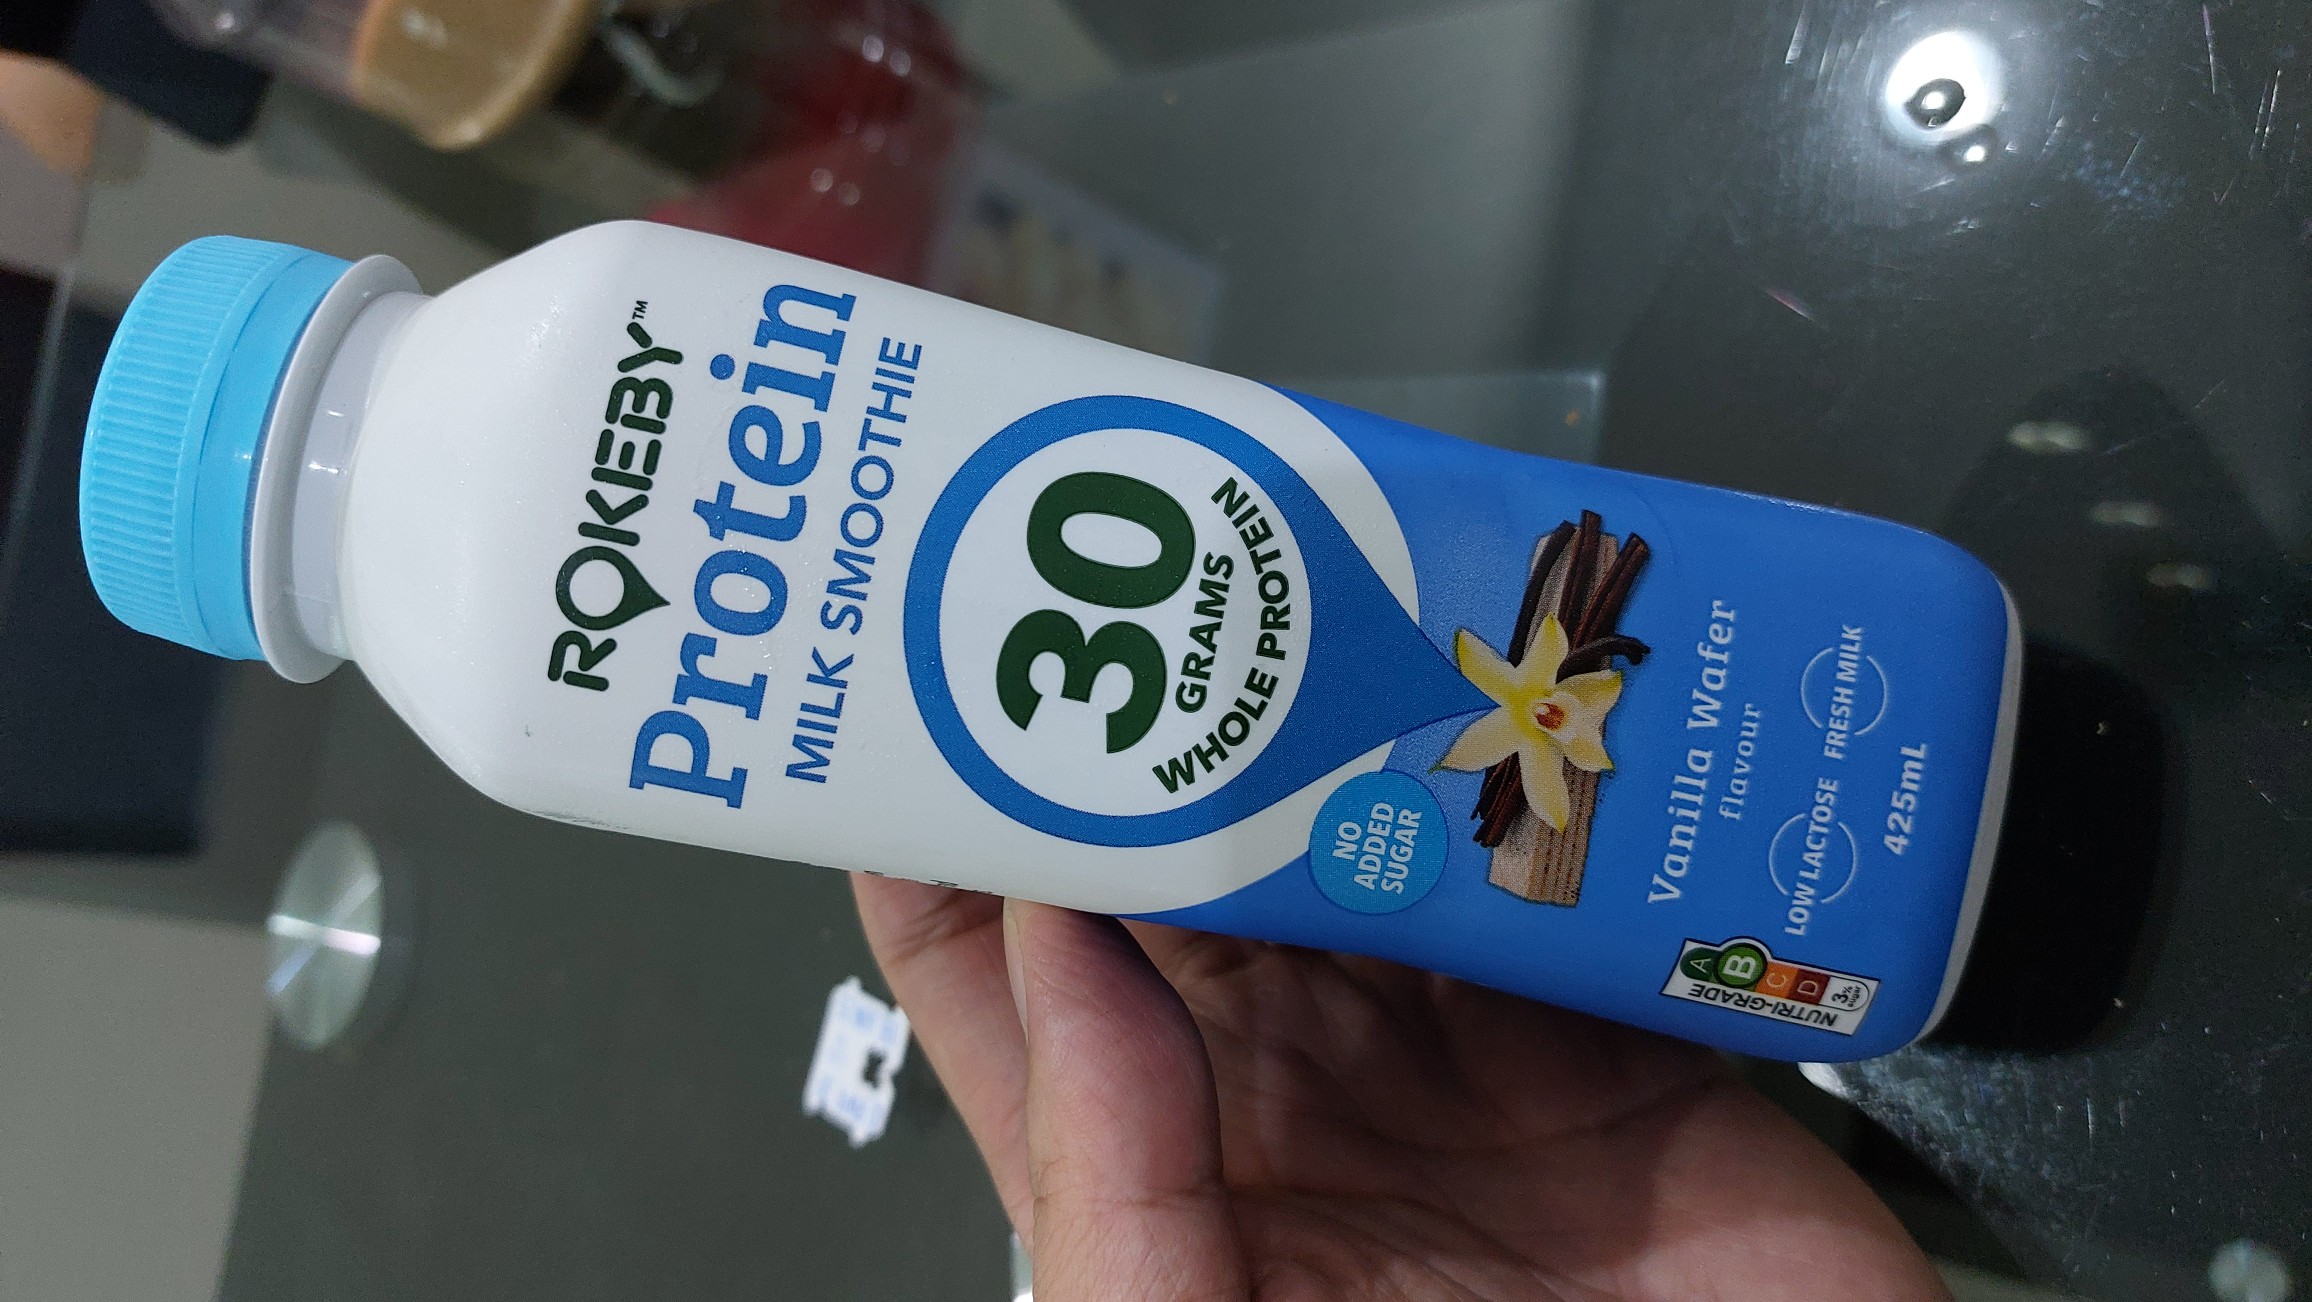 ROKEBY™
Protein
MILK SMOOTHIE
30
GRAMS
WHOLE PROTEIN
NO
ADDED
SUGAR
Vanilla Wafer
flavour
LOW LACTOSE
FRESH MILK
425mL
A
B
C
D
3%
sugar
NUTRI-GRADE